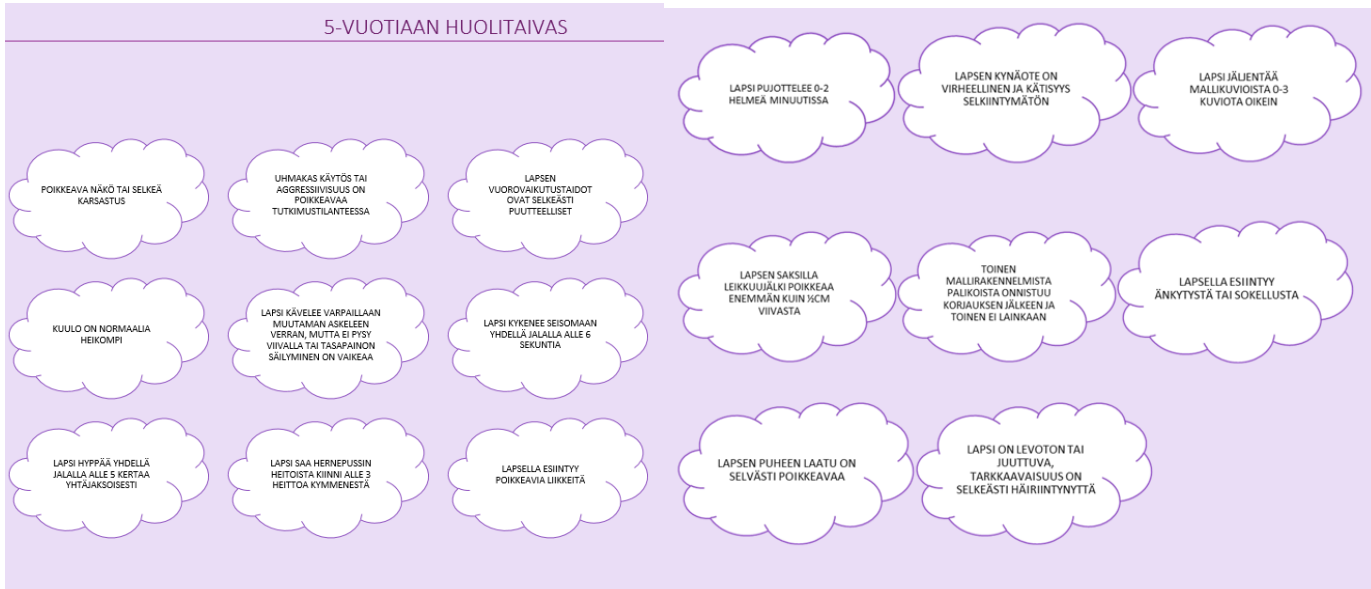 5-VUOTIAAN HUOLITAIVAS
POIKKEAVA NÄKÖ TAI SELKEÄ
KARSASTUS
UHMAKAS KÄYTÖS TAI
AGGRESSIIVISUUS ON
POIKKEAVAA
TUTKIMUSTILANTEESSA
LAPSEN
VUOROVAIKUTUSTAIDOT
OVAT SELKEÄSTI
PUUTTEELLISET
KUULO ON NORMAALIA
HEIKOMPI
LAPSI KÄVELEE VARPAILLAAN
MUUTAMAN ASKELEEN
VERRAN, MUTTA EI PYSY
VIIVALLA TAI TASAPAINON
SÄILYMINEN ON VAIKEAA
LAPSI KYKENEE SEISOMAAN
YHDELLÄ JALALLA ALLE 6
SEKUNTIA
LAPSI HYPPÄÄ YHDELLÄ
JALALLA ALLE 5 KERTAA
YHTÄJAKSOISESTI
LAPSI SAA HERNEPUSSIN
HEITOISTA KIINNI ALLE 3
HEITTOA KYMMENESTÄ
LAPSELLA ESIINTYY
POIKKEAVIA LIIKKEITÄ
LAPSI PUJOTTELEE 0-2
HELMEÄ MINUUTISSA
LAPSEN KYNÄOTE ON
VIRHEELLINEN JA KÄTISYYS
SELKIINTYMÄTÖN
LAPSI JÄLJENTÄÄ
MALLIKUVIOISTA 0-3
KUVIOTA OIKEIN
LAPSEN SAKSILLA
LEIKKUUJÄLKI POIKKEAA
ENEMMÄN KUIN ½CM
VIIVASTA
TOINEN
MALLIRAKENNELMISTA
PALIKOISTA ONNISTUU
KORJAUKSEN JÄLKEEN JA
TOINEN EI LAINKAAN
LAPSELLA ESIINTYY
ÄNKYTYSTÄ TAI SOKELLUSTA
LAPSEN PUHEEN LAATU ON
SELVÄSTI POIKKEAVAA
LAPSI ON LEVOTON TAI
JUUTTUVA,
TARKKAAVAISUUS ON
SELKEÄSTI HÄIRIINTYNYTTÄ